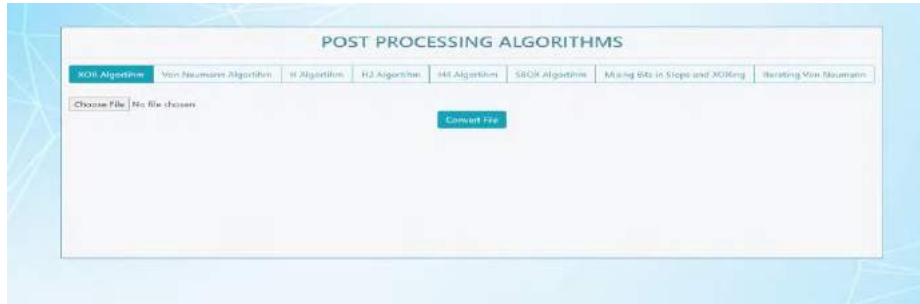 POST PROCESSING ALGORITHMS
XOR Algorithm Von Neumann Algorithm H Algorithm H2 Algorithm H4 Algorithm SBOX Algorithm Mixing Bits in Steps and XORing Iterating Von Neumann
Choose File No file chosen
Convert File